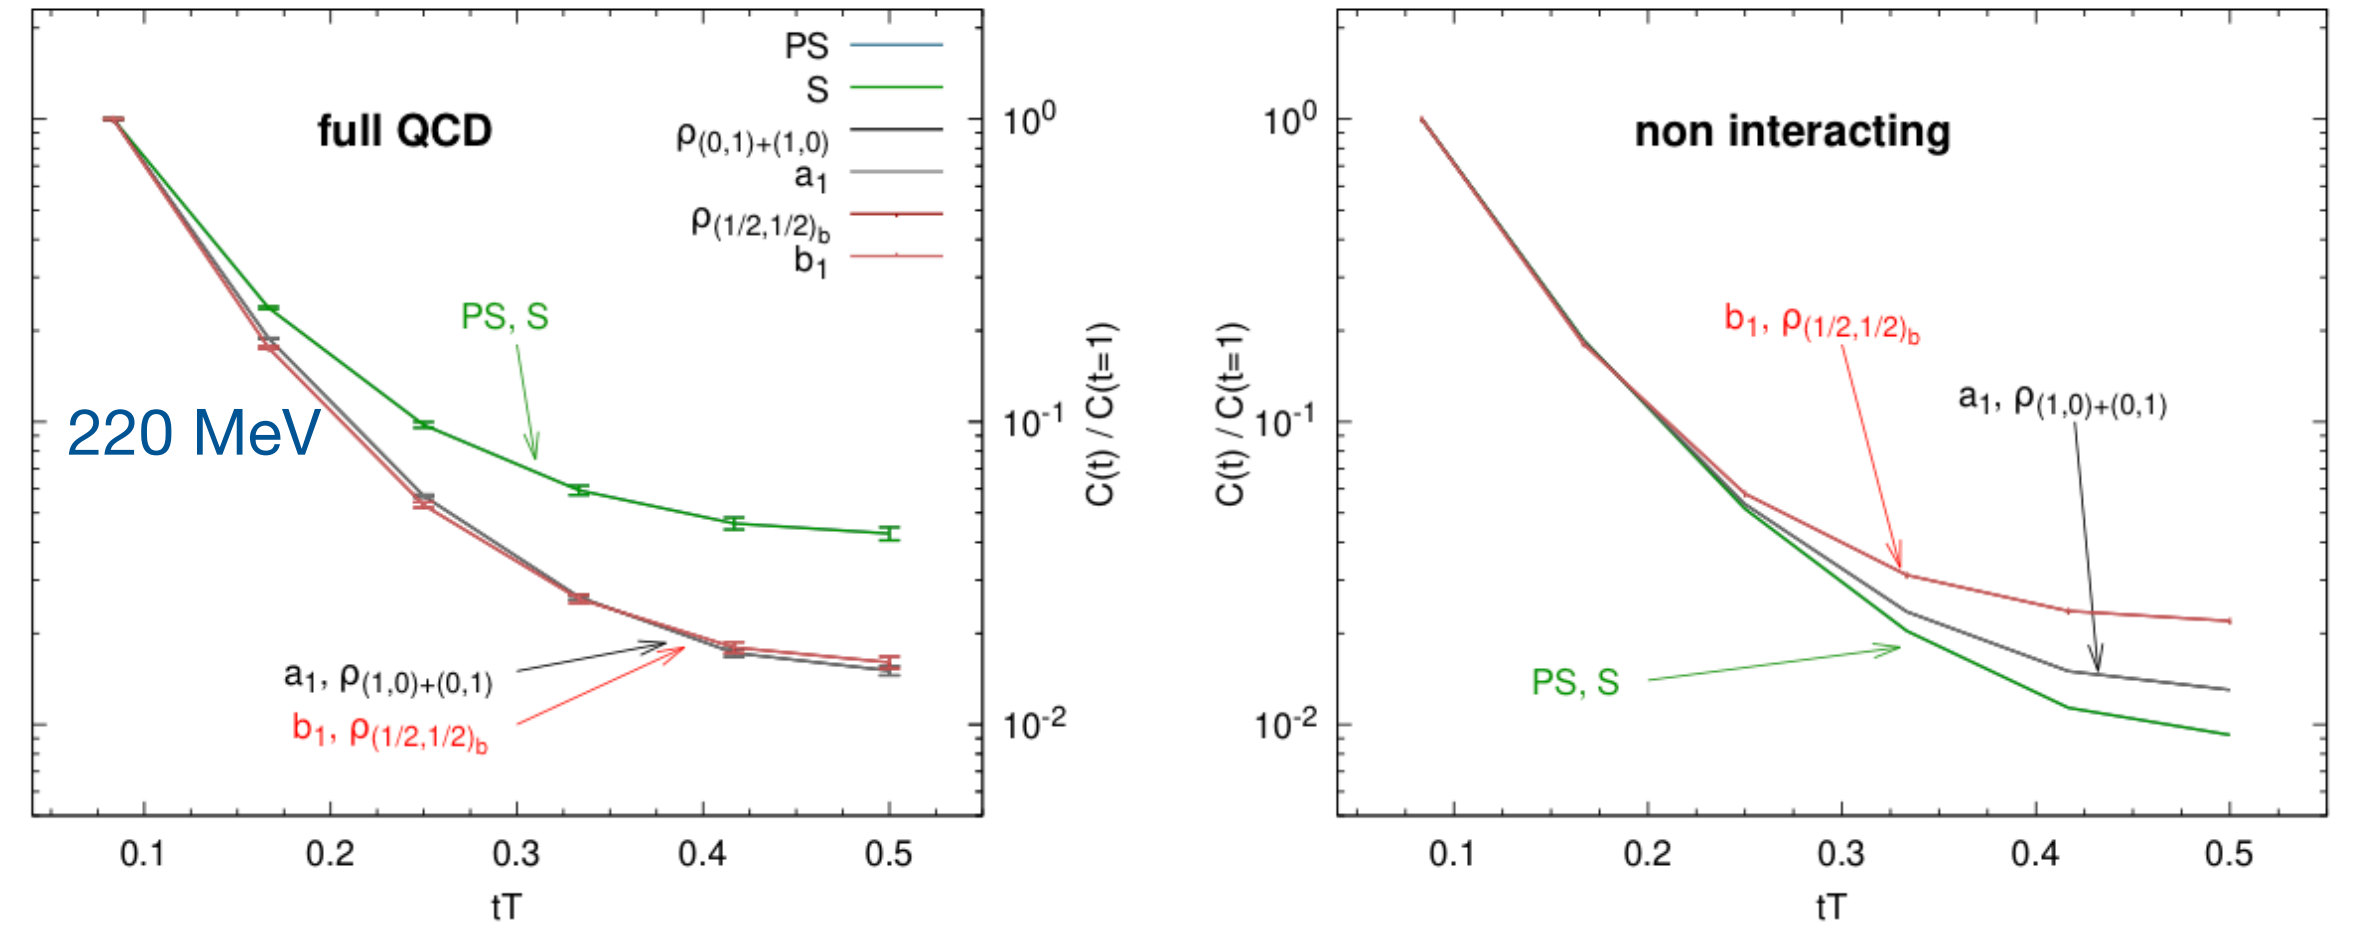 PS
S
ρ(0,1)+(1,0)
a1
ρ(1/2,1/2)b
b1
full QCD
PS, S
220 MeV
a1, ρ(1,0)+(0,1)
b1, ρ(1/2,1/2)b
10^0
10^-1
10^-2
C(t) / C(t=1)
0.1 0.2 0.3 0.4 0.5
tT
non interacting
b1, ρ(1/2,1/2)b
a1, ρ(1,0)+(0,1)
PS, S
10^0
10^-1
10^-2
C(t) / C(t=1)
0.1 0.2 0.3 0.4 0.5
tT